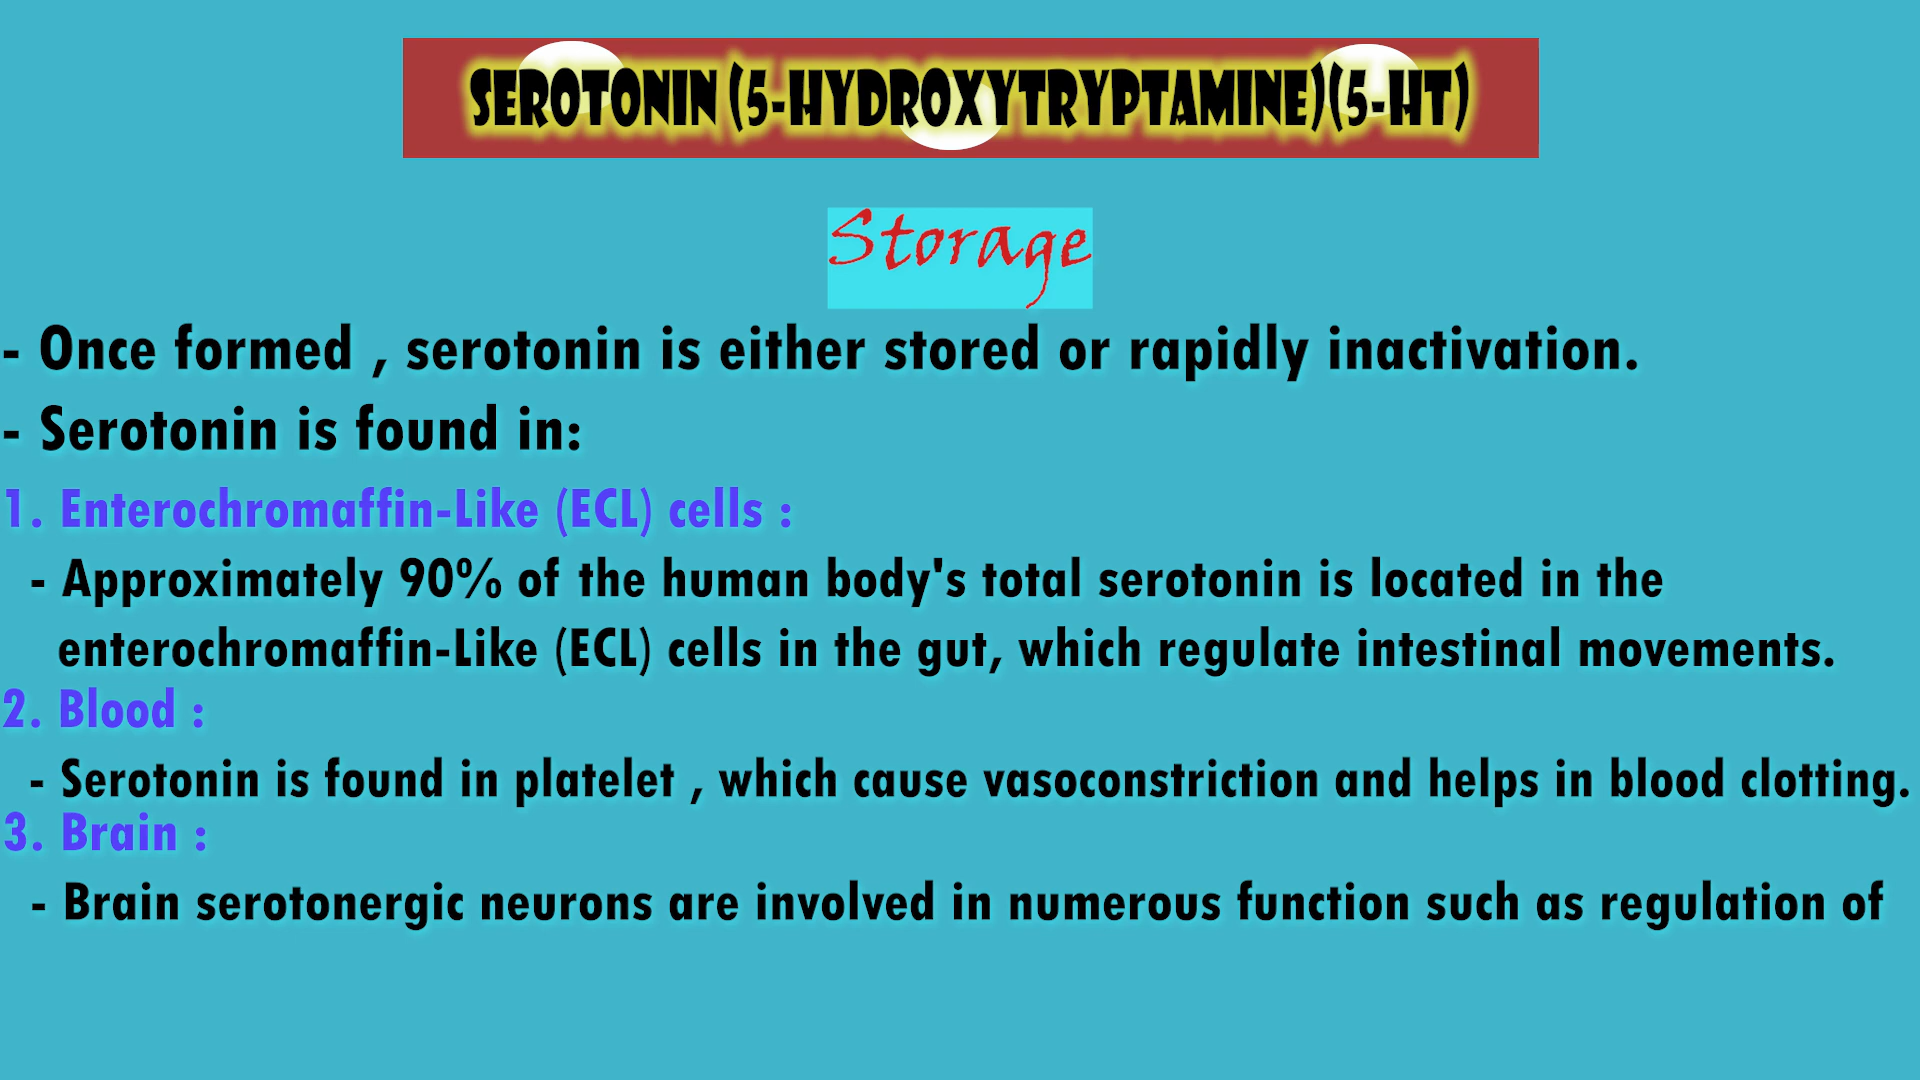 SEROTONIN (5-HYDROXYTRYPTAMINE)(5-HT)
Storage
- Once formed , serotonin is either stored or rapidly inactivation.
- Serotonin is found in:
1. Enterochromaffin-Like (ECL) cells :
- Approximately 90% of the human body's total serotonin is located in the
enterochromaffin-Like (ECL) cells in the gut, which regulate intestinal movements.
2. Blood :
- Serotonin is found in platelet , which cause vasoconstriction and helps in blood clotting.
3. Brain :
- Brain serotonergic neurons are involved in numerous function such as regulation of